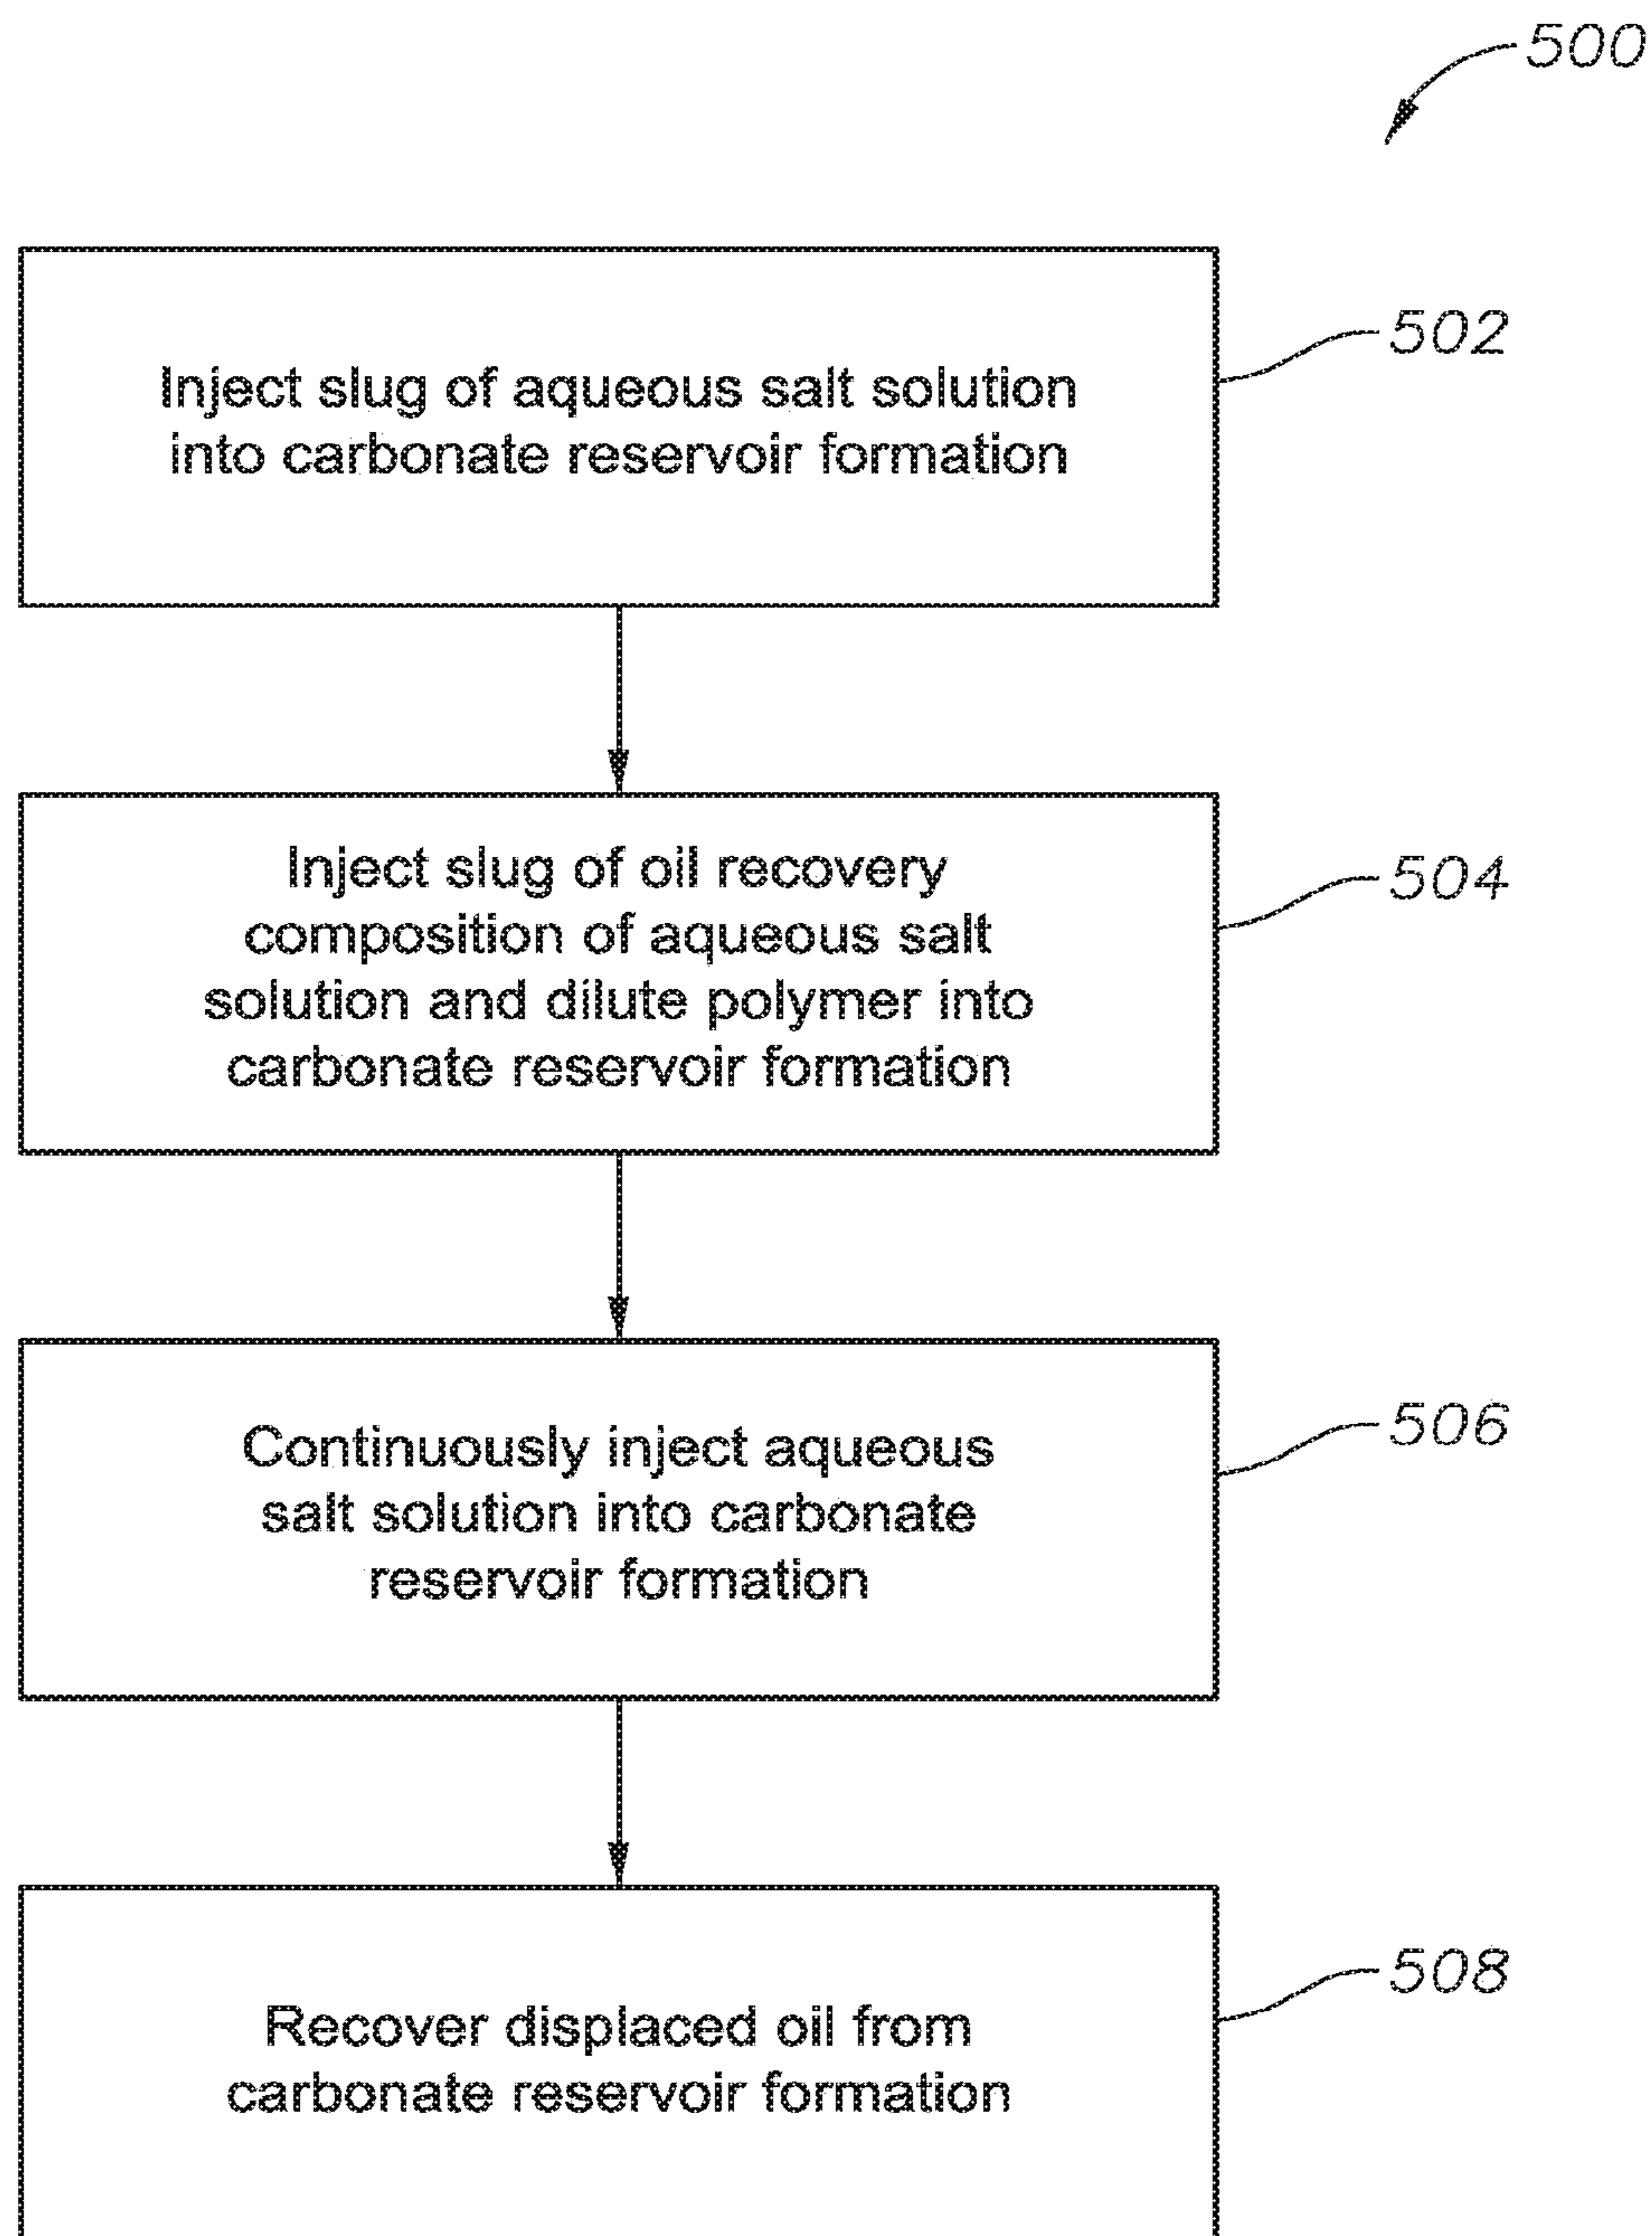 500
Inject slug of aqueous salt solution
into carbonate reservoir formation
502
Inject slug of oil recovery
composition of aqueous salt
solution and dilute polymer into
carbonate reservoir formation
504
Continuously inject aqueous
salt solution into carbonate
reservoir formation
506
Recover displaced oil from
carbonate reservoir formation
508